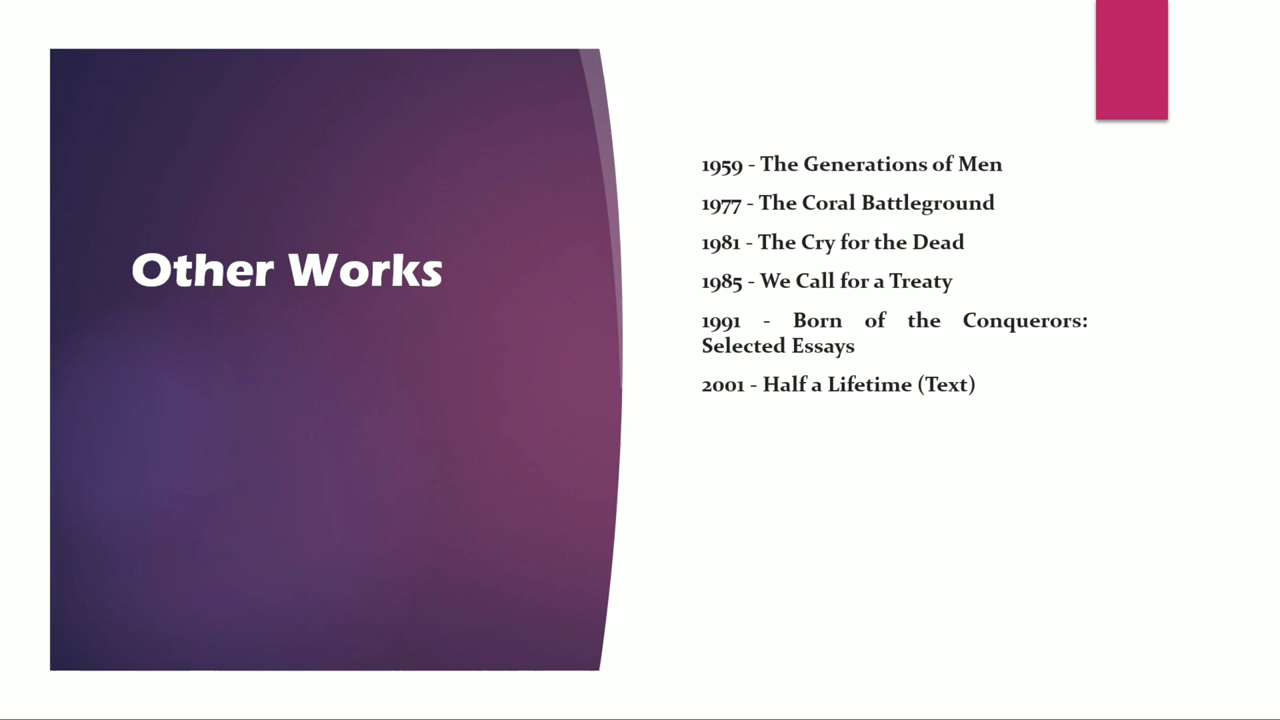 Other Works
1959 - The Generations of Men
1977 - The Coral Battleground
1981 - The Cry for the Dead
1985 - We Call for a Treaty
1991 - Born of the Conquerors:
Selected Essays
2001 - Half a Lifetime (Text)